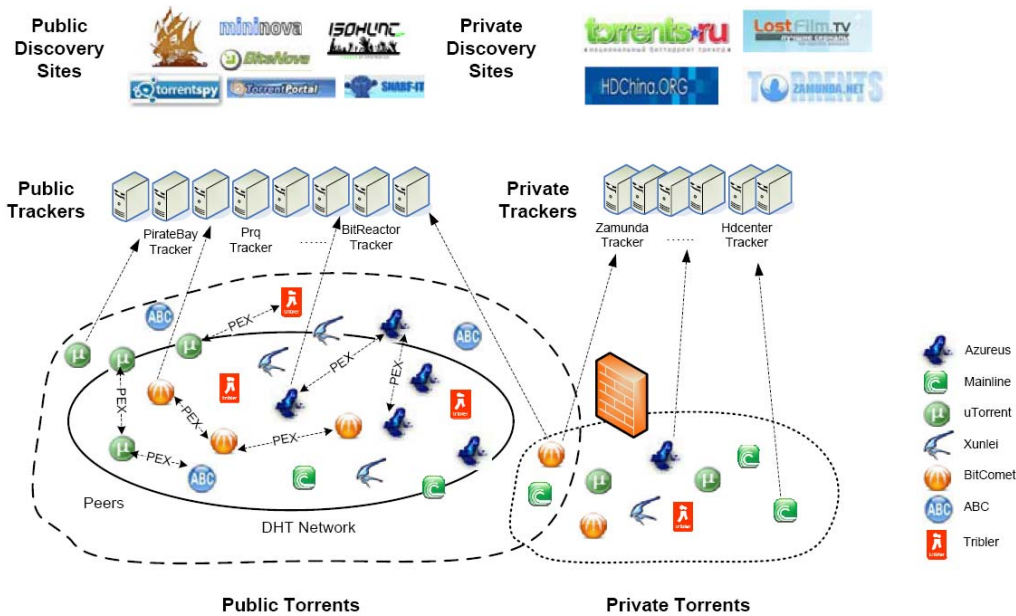 Public
Discovery
Sites
mininova
BiteNova
ISOHUNT
torrentspy
TorrentPortal
SNARF-IT
Private
Discovery
Sites
torrents.ru
LOSTFILM.TV
HDChina.ORG
TORRENTS
ZAMUNDA.NET
Public
Trackers
PirateBay
Tracker
Prq
Tracker
......
BitReactor
Tracker
Private
Trackers
Zamunda
Tracker
......
Hdcenter
Tracker
ABC
PEX
ABC
PEX
PEX
PEX
PEX
PEX
PEX
ABC
Peers
DHT Network
Azureus
Mainline
uTorrent
Xunlei
BitComet
ABC
ABC
Tribler
Public Torrents
Private Torrents